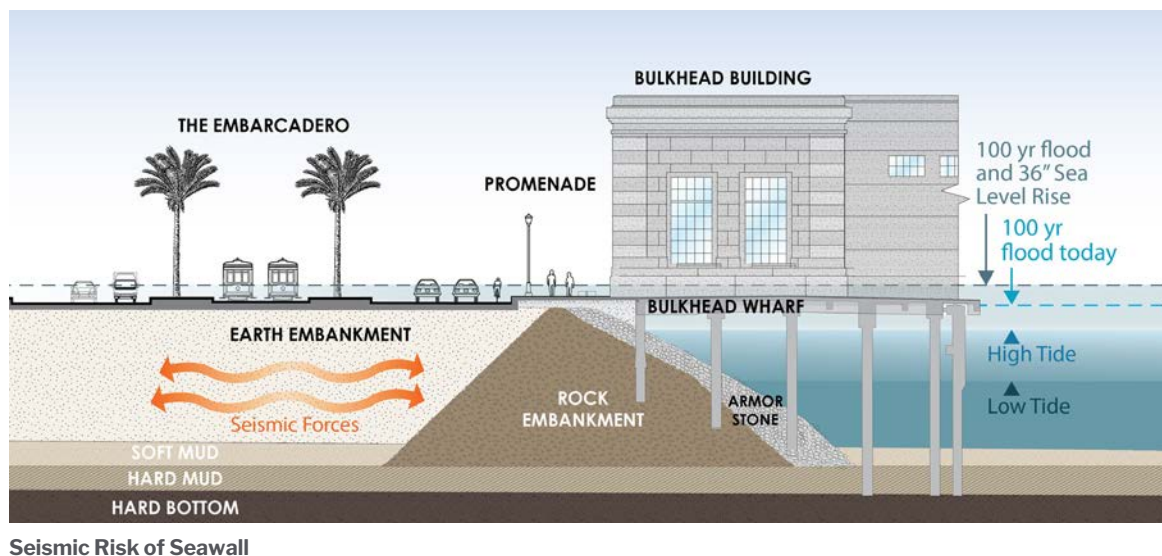 BULKHEAD BUILDING
THE EMBARCADERO
PROMENADE
100 yr flood
and 36" Sea
Level Rise
100 yr
flood today
BULKHEAD WHARF
EARTH EMBANKMENT
High Tide
Low Tide
ROCK
EMBANKMENT
ARMOR
STONE
Seismic Forces
SOFT MUD
HARD MUD
HARD BOTTOM
Seismic Risk of Seawall